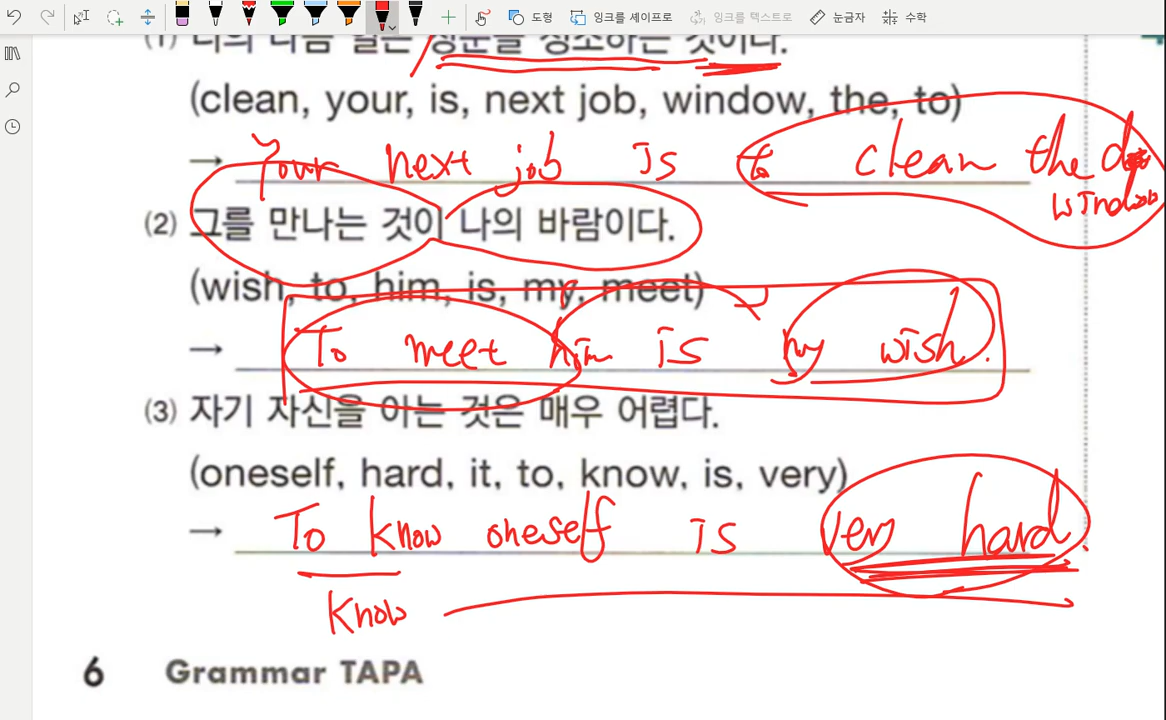 도형 잉크를 셰이프로 잉크를 텍스트로 눈금자 수학
(1) 너의 다음 일은 창문을 청소하는 것이다.
(clean, your, is, next job, window, the, to)
→ Your next job is to clean the
window
(2) 그를 만나는 것이 나의 바람이다.
(wish, to, him, is, my, meet)
→ To meet him is my wish.
(3) 자기 자신을 아는 것은 매우 어렵다.
(oneself, hard, it, to, know, is, very)
→ To know oneself is very hard.
know
6 Grammar TAPA